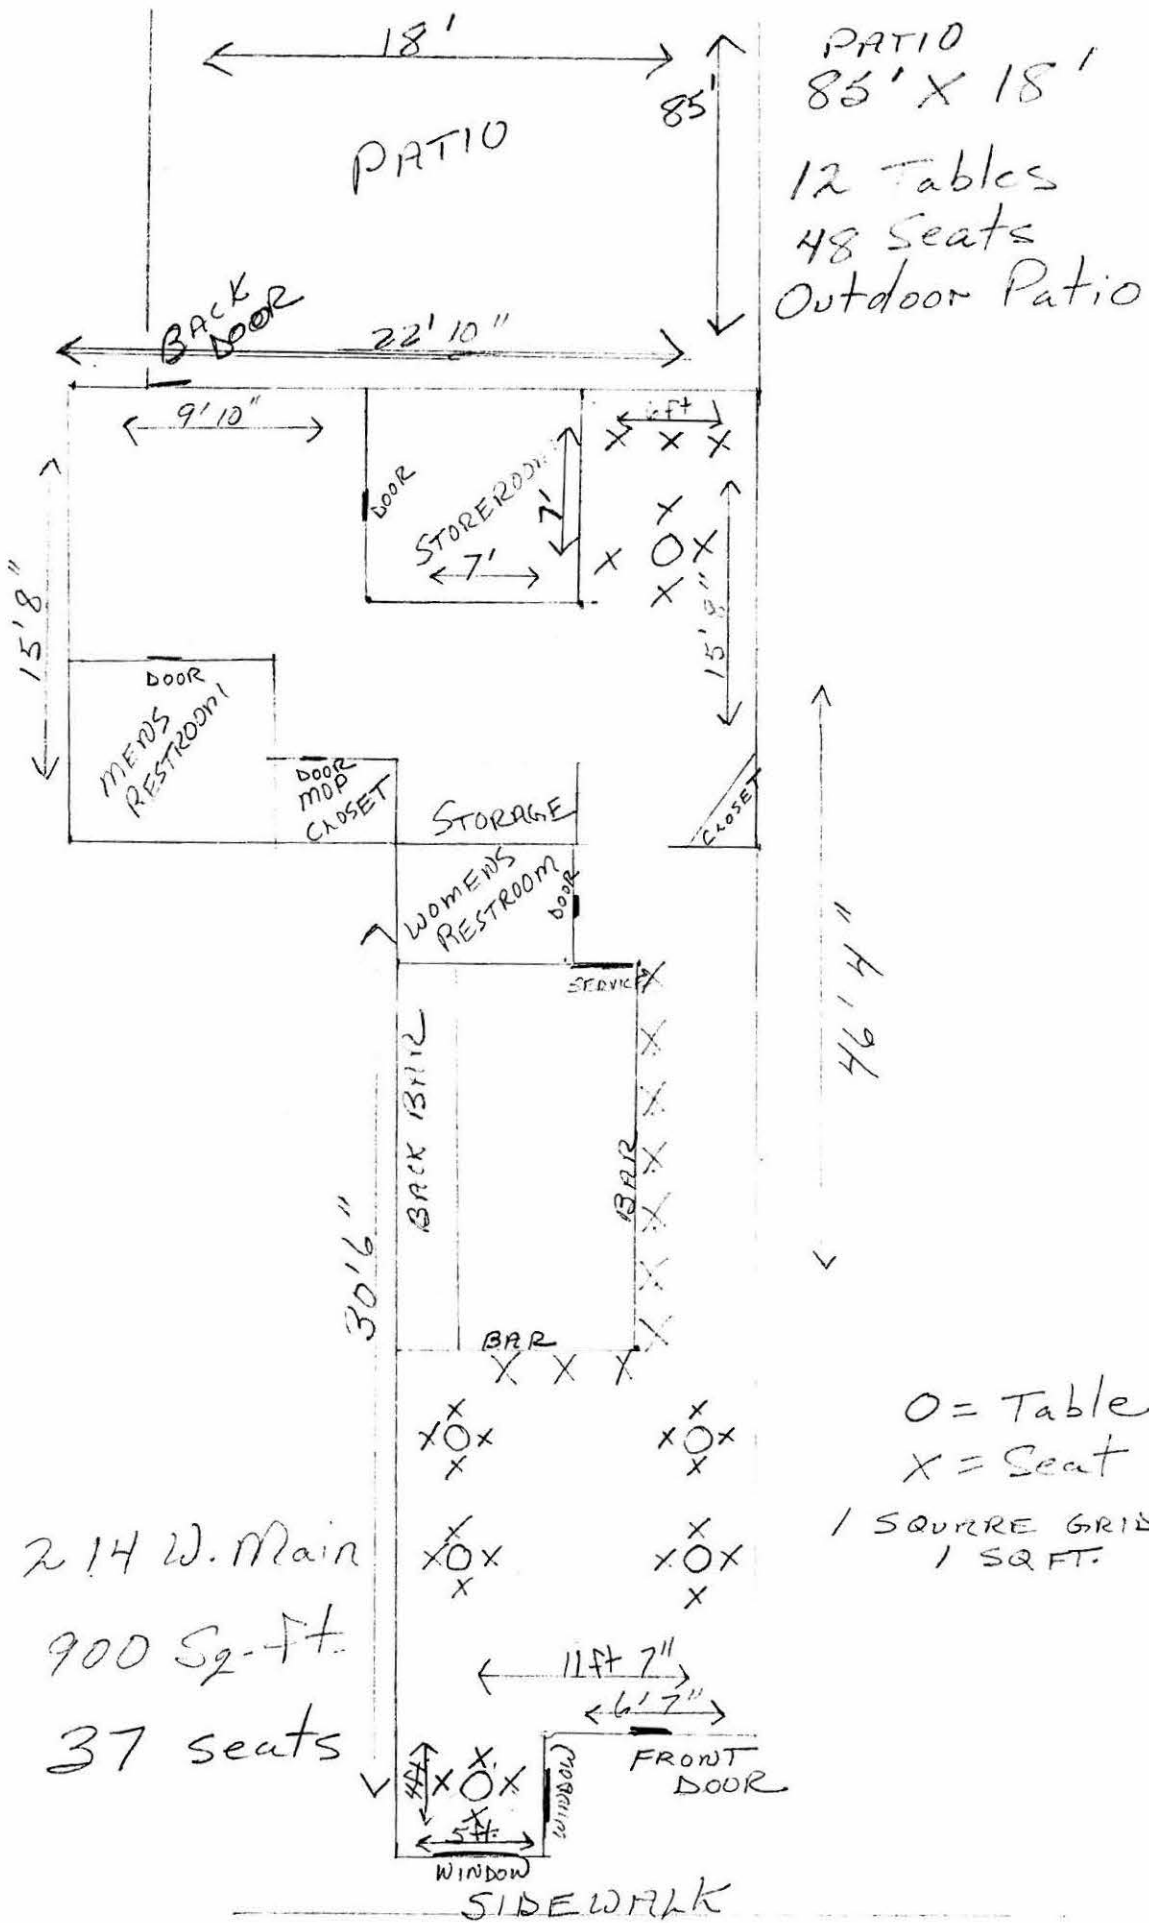 18'
PATIO
85' X 18'
85'
PATIO
12 Tables
48 Seats
Outdoor Patio
BACK
DOOR
22' 10"
9' 10"
6ft
X X X
DOOR
STOREROOM
7'
7'
X
X O X
X
15' 8"
15' 8"
DOOR
MENS
RESTROOM
DOOR
MOP
CLOSET
STORAGE
CLOSET
WOMENS
RESTROOM
DOOR
SERVICE
X
X
X
X
X
X
X
46' 4"
BACK BAR
BAR
30' 6"
BAR
X X X
X X
X O X X O X
X X
O = Table
X = Seat
1 SQURRE GRID
1 SQ FT.
X X
X O X X O X
X X
214 W. Main
900 Sq-ft.
37 seats
11ft 7"
6' 7"
FRONT
DOOR
WINDOW
4ft
X
X O X
X
5ft.
WINDOW
SIDEWALK